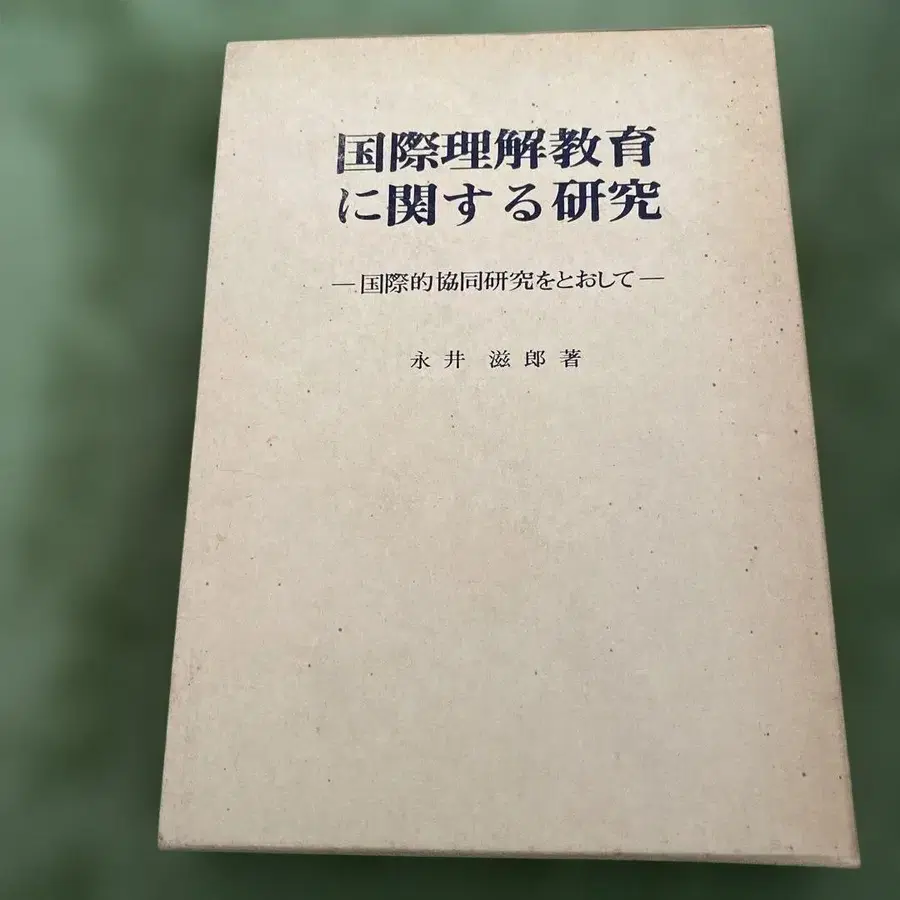 国際理解教育
に関する研究
―国際的協同研究をとおして―
永井 滋郎著